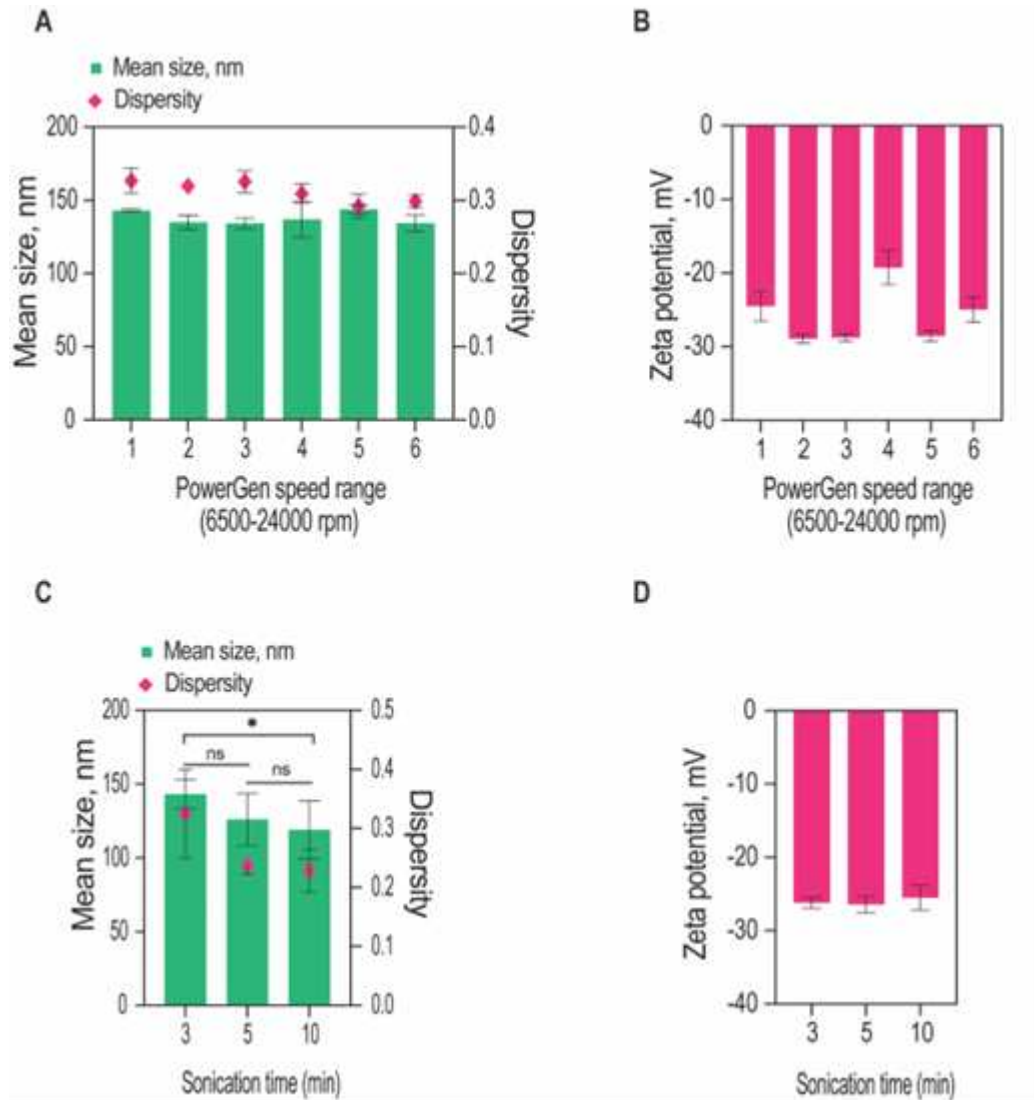 A
Mean size, nm
Dispersity
200
150
100
50
0
Mean size, nm
0.4
0.3
0.2
0.1
0.0
Dispersity
1 2 3 4 5 6
PowerGen speed range
(6500-24000 rpm)
B
0
-10
-20
-30
-40
Zeta potential, mV
1 2 3 4 5 6
PowerGen speed range
(6500-24000 rpm)
C
Mean size, nm
Dispersity
200
150
100
50
0
Mean size, nm
*
ns
ns
0.5
0.4
0.3
0.2
0.1
0.0
Dispersity
3 5 10
Sonication time (min)
D
0
-10
-20
-30
-40
Zeta potential, mV
3 5 10
Sonication time (min)